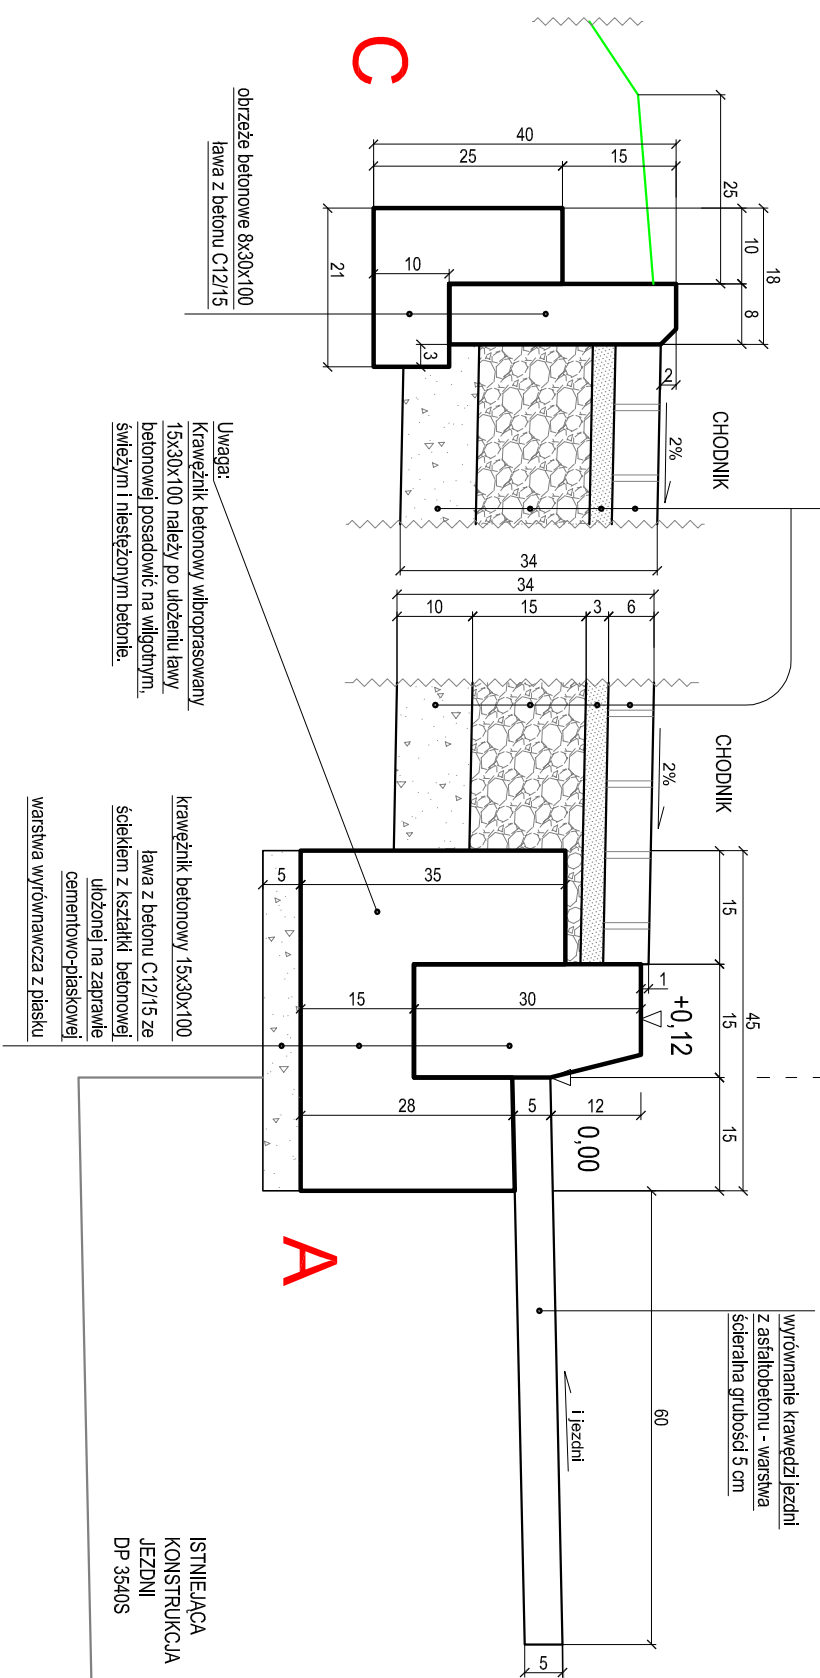 C
obrzeże betonowe 8x30x100
ława z betonu C12/15
40
25
15
25
10
18
8
10
21
3
2
CHODNIK
2%
34
34
10
15
3
6
CHODNIK
2%
Uwaga:
Krawężnik betonowy wibroprasowany
15x30x100 należy po ułożeniu ławy
betonowej posadowić na wilgotnym,
świeżym i niestężonym betonie.
5
35
15
15
30
1
+0,12
15
45
28
5
12
0,00
15
krawężnik betonowy 15x30x100
ława z betonu C12/15 ze
ściekiem z kształtki betonowej
ułożonej na zaprawie
cementowo-piaskowej
warstwa wyrównawcza z piasku
A
wyrównanie krawędzi jezdni
z asfaltobetonu - warstwa
ścieralna grubości 5 cm
60
i jezdni
5
ISTNIEJĄCA
KONSTRUKCJA
JEZDNI
DP 3540S